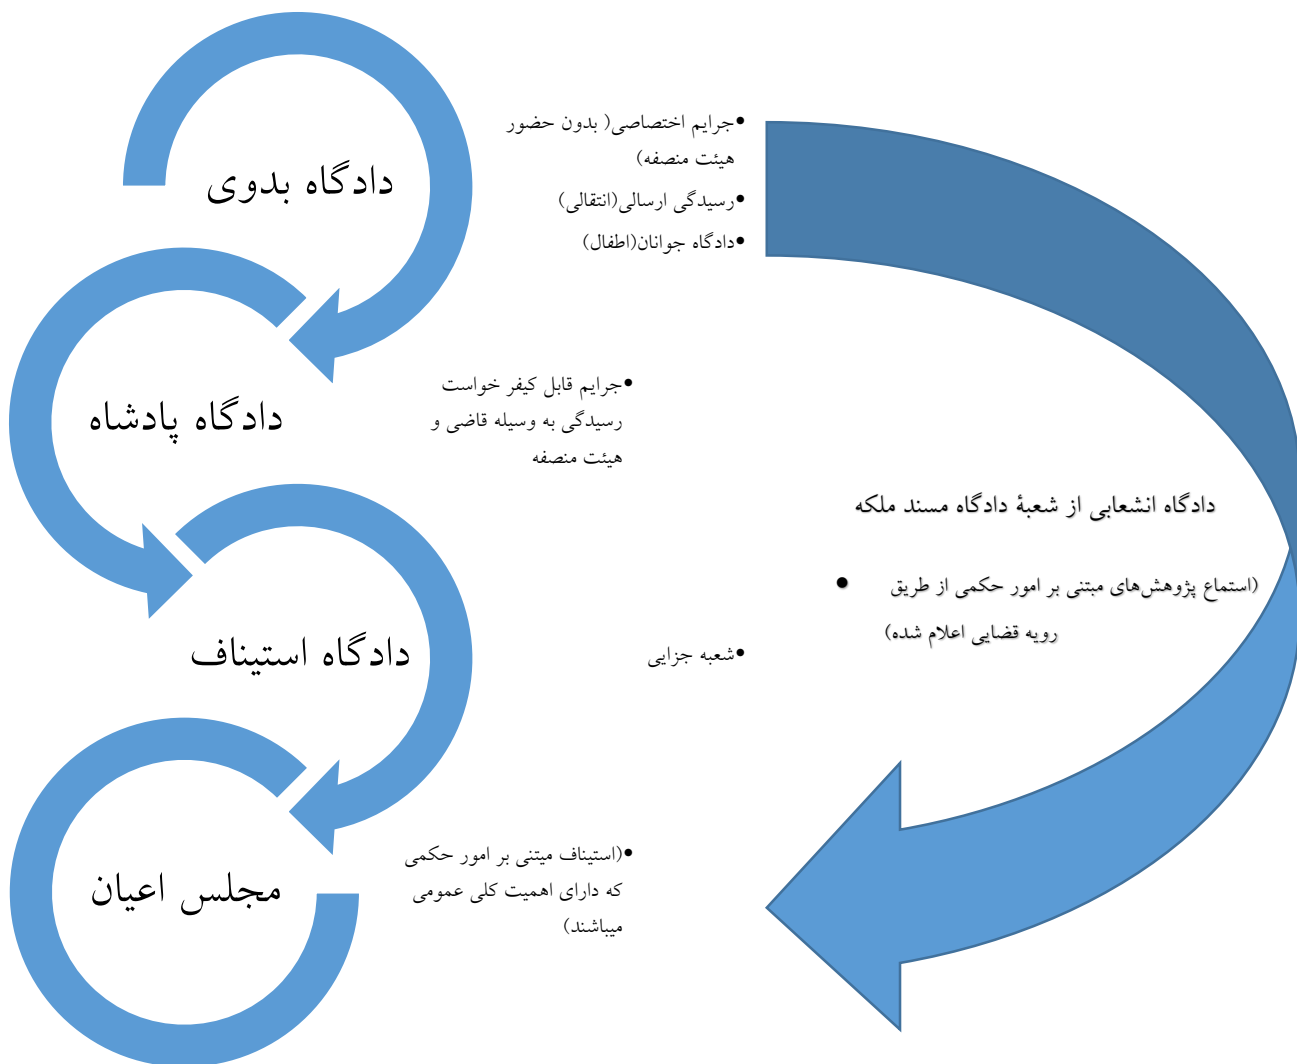 دادگاه بدوی
•جرایم اختصاصی( بدون حضور
هیئت منصفه)
•رسیدگی ارسالی(انتقالی)
•دادگاه جوانان(اطفال)
دادگاه پادشاه
•جرایم قابل کیفر خواست
رسیدگی به وسیله قاضی و
هیئت منصفه
دادگاه انشعابی از شعبۀ دادگاه مسند ملکه
• (استماع پژوهش‌های مبتنی بر امور حکمی از طریق
رویه قضایی اعلام شده)
دادگاه استیناف
•شعبه جزایی
مجلس اعیان
•(استیناف میتنی بر امور حکمی
که دارای اهمیت کلی عمومی
میباشند)